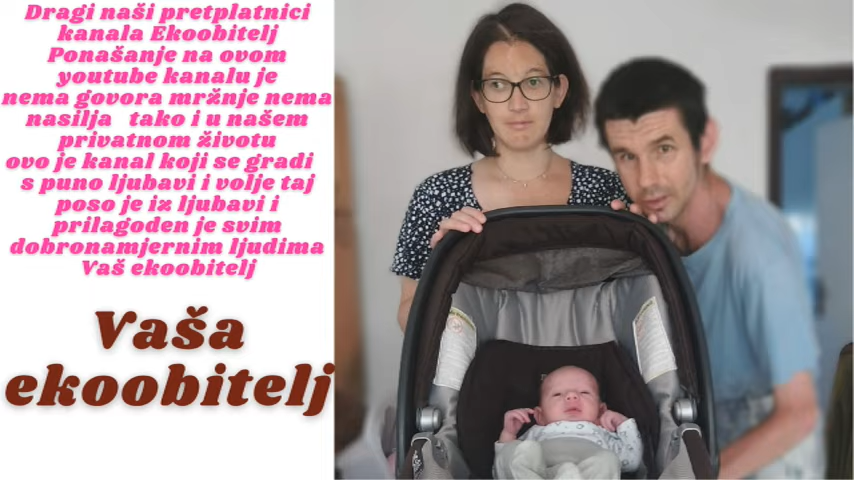 Dragi naši pretplatnici
kanala Ekoobitelj
Ponašanje na ovom
youtube kanalu je
nema govora mržnje nema
nasilja tako i u našem
privatnom životu
ovo je kanal koji se gradi
s puno ljubavi i volje taj
poso je iz ljubavi i
prilagođen je svim
dobronamjernim ljudima
Vaš ekoobitelj
Vaša
ekoobitelj